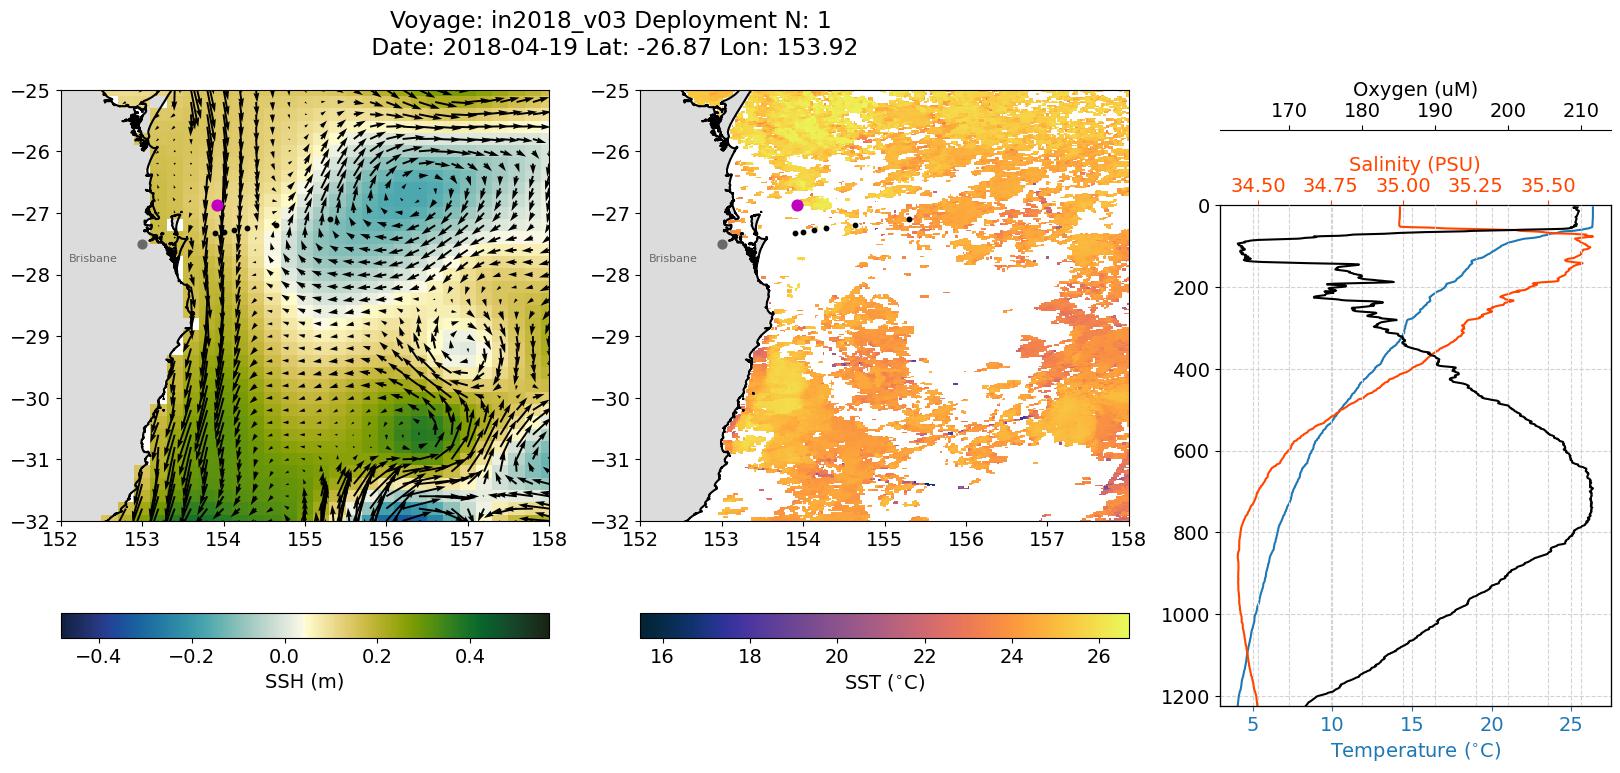 Voyage: in2018_v03 Deployment N: 1
Date: 2018-04-19 Lat: -26.87 Lon: 153.92
−25
−26
−27
−28
−29
−30
−31
−32
152 153 154 155 156 157 158
Brisbane
−0.4 −0.2 0.0 0.2 0.4
SSH (m)
−25
−26
−27
−28
−29
−30
−31
−32
152 153 154 155 156 157 158
Brisbane
16 18 20 22 24 26
SST (°C)
Oxygen (uM)
170 180 190 200 210
Salinity (PSU)
34.50 34.75 35.00 35.25 35.50
0
200
400
600
800
1000
1200
5 10 15 20 25
Temperature (°C)